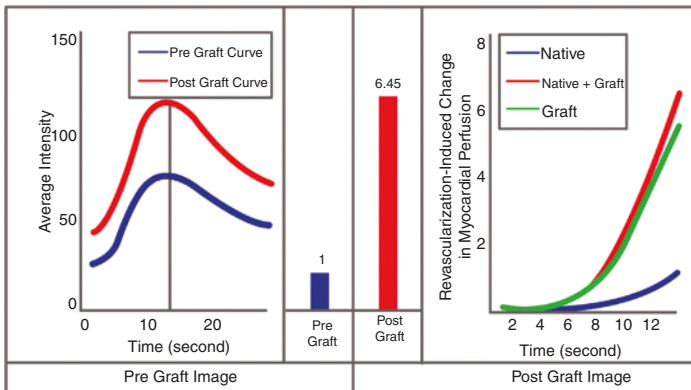 150
100
50
0
Average Intensity
Pre Graft Curve
Post Graft Curve
0
10
20
Time (second)
1
6.45
Pre
Graft
Post
Graft
8
6
4
2
Revascularization-Induced Change
in Myocardial Perfusion
Native
Native + Graft
Graft
2
4
6
8
10
12
Time (second)
Pre Graft Image
Post Graft Image